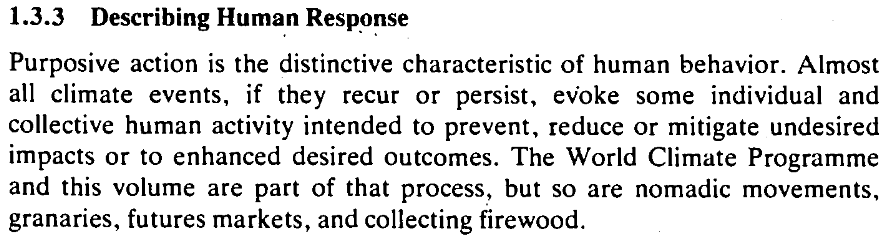 1.3.3 Describing Human Response
Purposive action is the distinctive characteristic of human behavior. Almost
all climate events, if they recur or persist, evoke some individual and
collective human activity intended to prevent, reduce or mitigate undesired
impacts or to enhanced desired outcomes. The World Climate Programme
and this volume are part of that process, but so are nomadic movements,
granaries, futures markets, and collecting firewood.